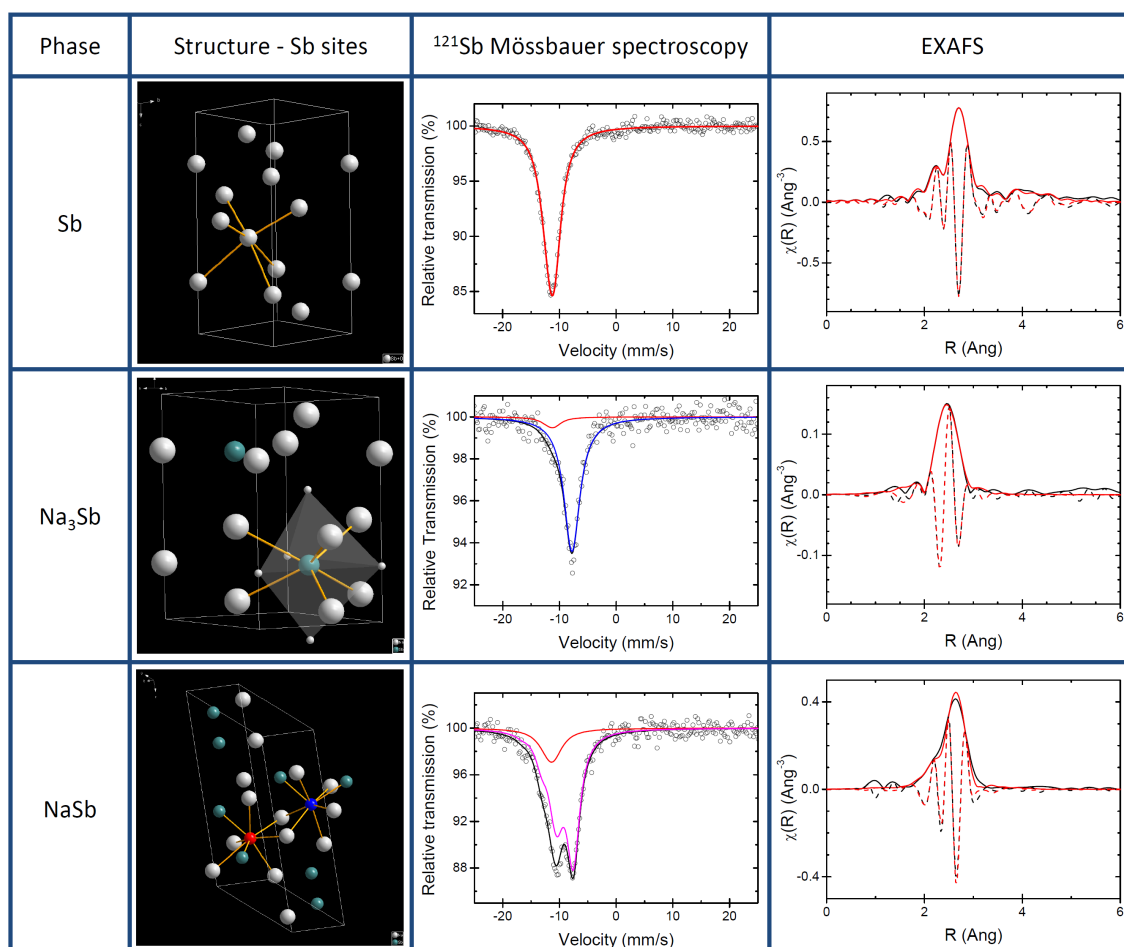 Phase
Structure - Sb sites
¹²¹Sb Mössbauer spectroscopy
EXAFS
Sb
Relative transmission (%)
100
95
90
85
-20 -10 0 10 20
Velocity (mm/s)
χ(R) (Ang⁻³)
0.5
0.0
-0.5
0 2 4 6
R (Ang)
Na₃Sb
Relative Transmission (%)
100
98
96
94
92
-20 -10 0 10 20
Velocity (mm/s)
χ(R) (Ang⁻³)
0.1
0.0
-0.1
0 2 4 6
R (Ang)
NaSb
Relative transmission (%)
100
96
92
88
-20 -10 0 10 20
Velocity (mm/s)
χ(R) (Ang⁻³)
0.4
0.0
-0.4
0 2 4 6
R (Ang)